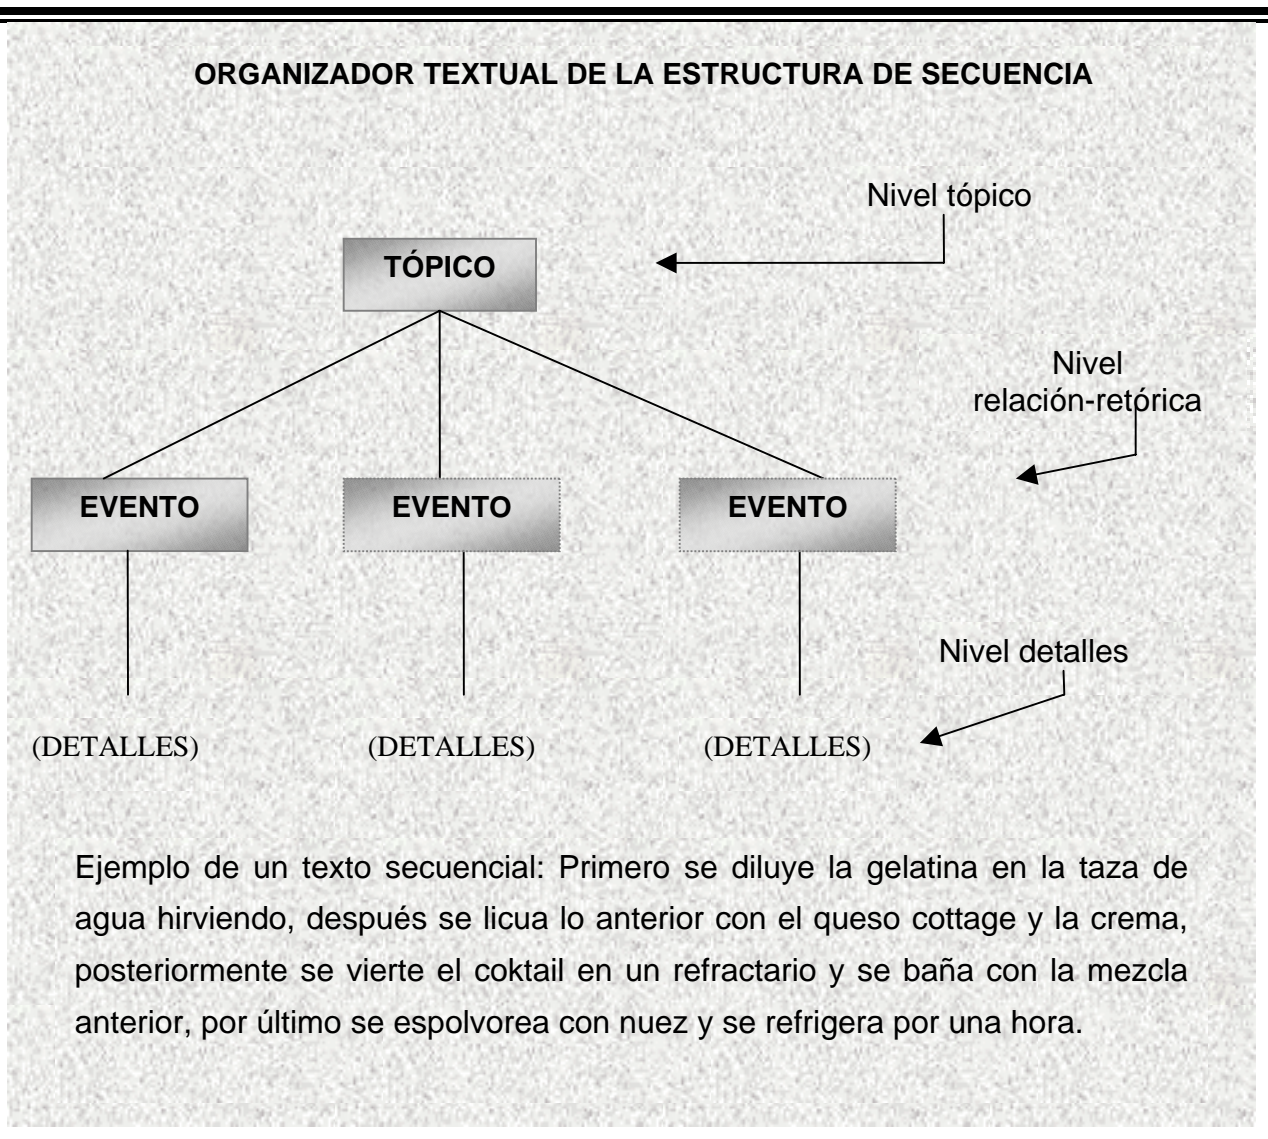 ORGANIZADOR TEXTUAL DE LA ESTRUCTURA DE SECUENCIA
Nivel tópico
TÓPICO
Nivel
relación-retórica
EVENTO EVENTO EVENTO
Nivel detalles
(DETALLES) (DETALLES) (DETALLES)
Ejemplo de un texto secuencial: Primero se diluye la gelatina en la taza de
agua hirviendo, después se licua lo anterior con el queso cottage y la crema,
posteriormente se vierte el coktail en un refractario y se baña con la mezcla
anterior, por último se espolvorea con nuez y se refrigera por una hora.